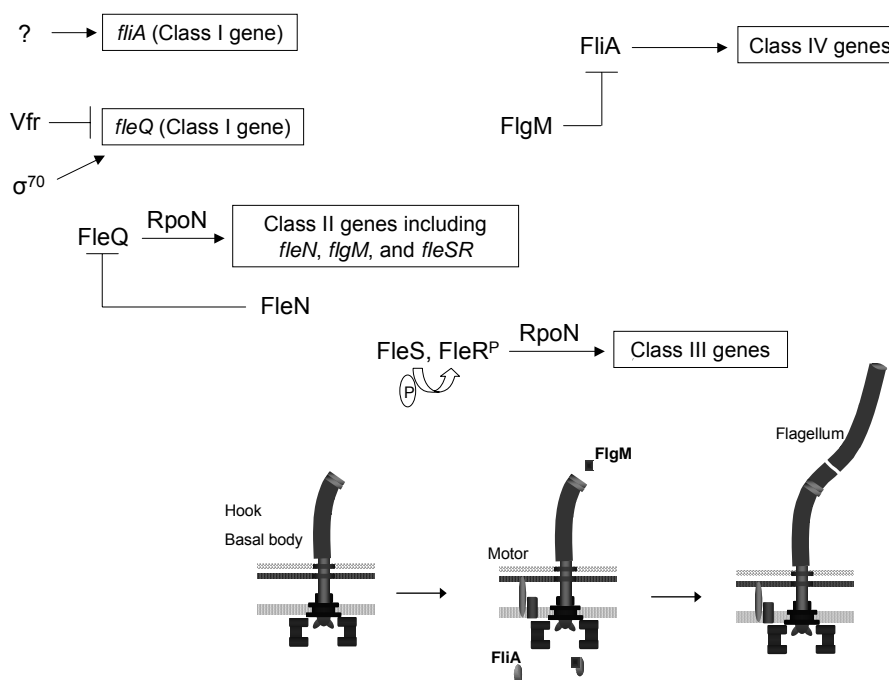 ? fliA (Class I gene)
FliA Class IV genes
FlgM
Vfr fleQ (Class I gene)
σ⁷⁰
FleQ RpoN Class II genes including
fleN, flgM, and fleSR
FleN
FleS, FleRᴾ RpoN Class III genes
P
Flagellum
FlgM
Hook
Basal body
Motor
FliA